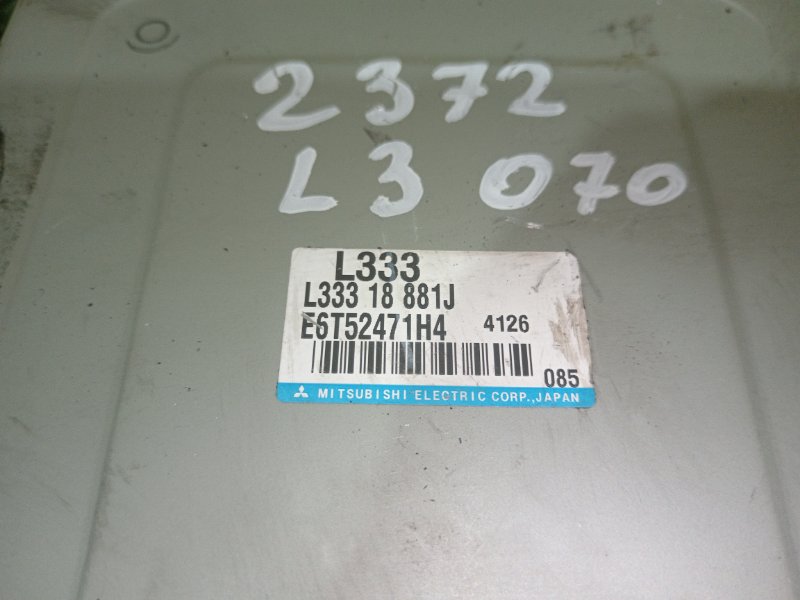 2372
L3 070
L333
L333 18 881J
E6T52471H4 4126
085
MITSUBISHI ELECTRIC CORP.,JAPAN